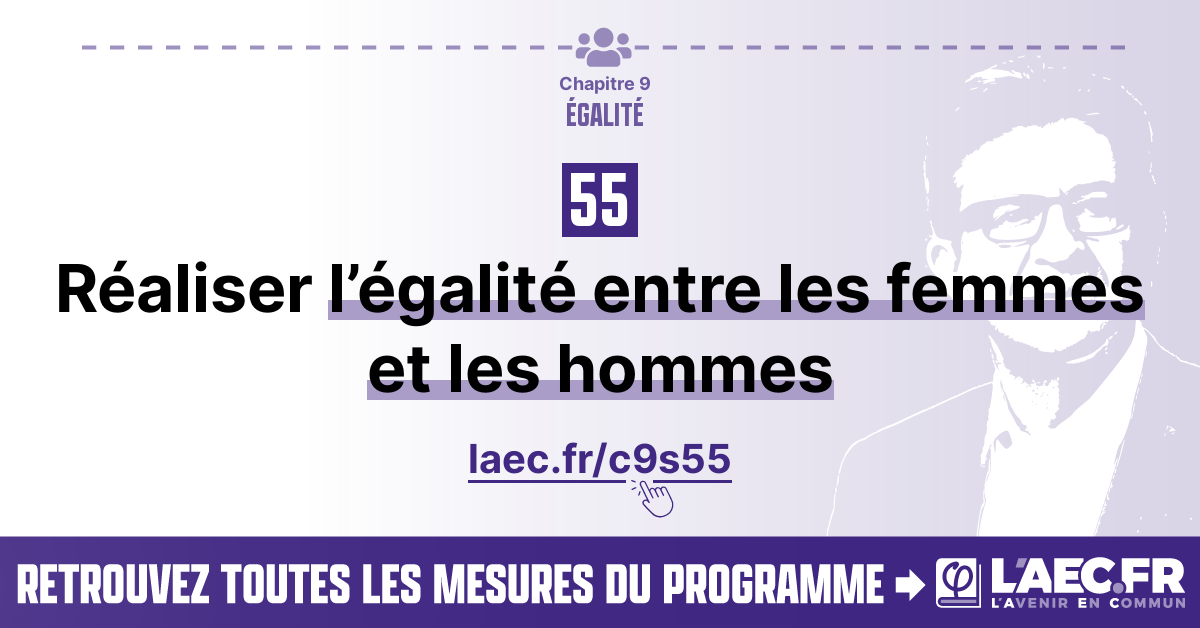 Chapitre 9
ÉGALITÉ
55
Réaliser l’égalité entre les femmes
et les hommes
laec.fr/c9s55
RETROUVEZ TOUTES LES MESURES DU PROGRAMME
L'AEC.FR
L'AVENIR EN COMMUN